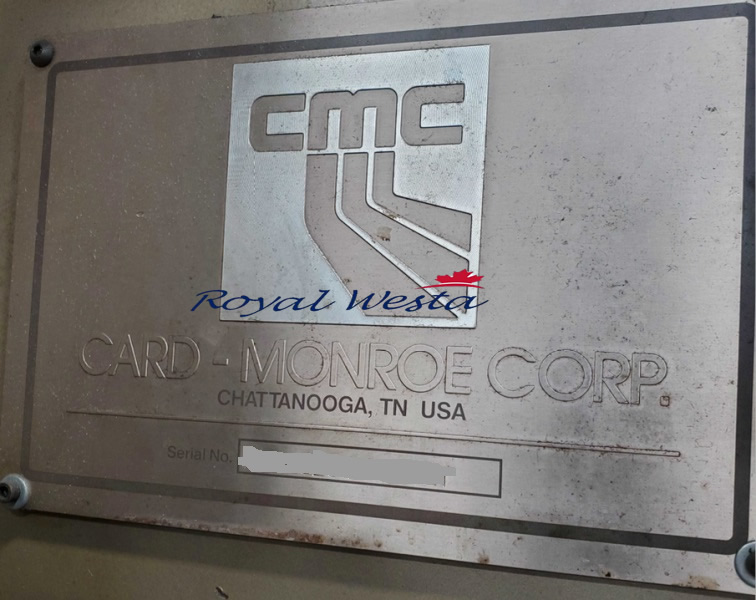 CMC
Royal Westa
CARD - MONROE CORP.
CHATTANOOGA, TN USA
Serial No.